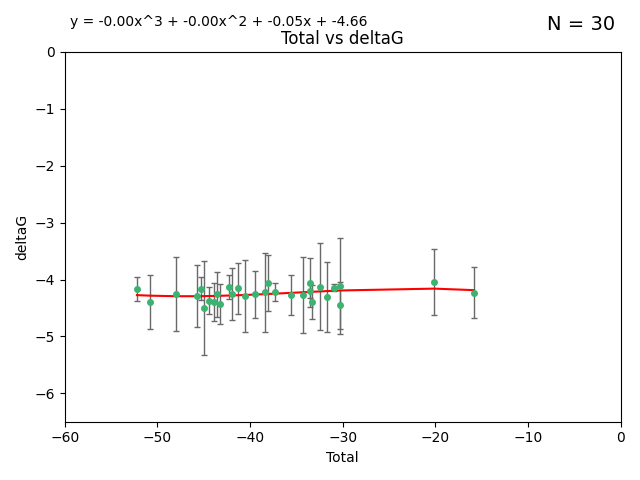 y = -0.00x^3 + -0.00x^2 + -0.05x + -4.66
N = 30
Total vs deltaG
0
−1
−2
−3
−4
−5
−6
deltaG
−60
−50
−40
−30
−20
−10
0
Total